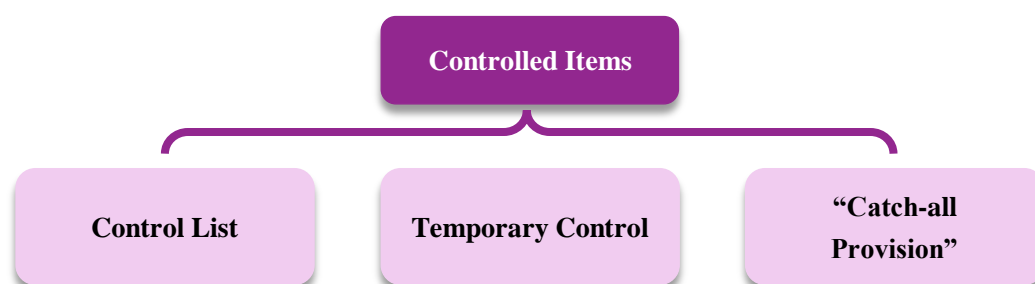 Controlled Items
Control List
Temporary Control
“Catch-all
Provision”